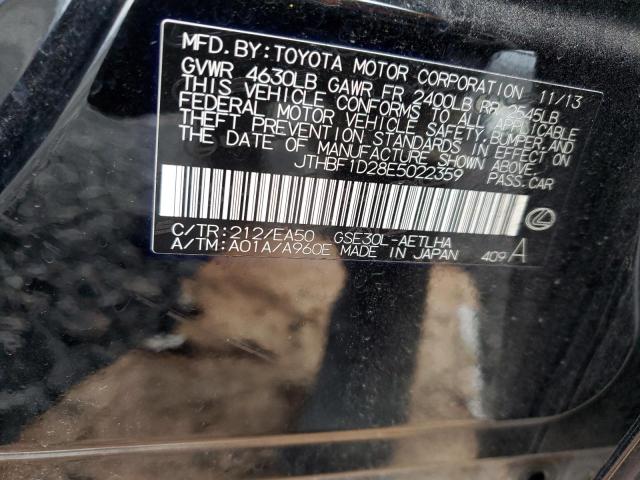 MFD. BY: TOYOTA MOTOR CORPORATION 11/13
GVWR 4630LB GAWR FR 2400LB RR 2545LB
THIS VEHICLE CONFORMS TO ALL APPLICABLE
FEDERAL MOTOR VEHICLE SAFETY, BUMPER, AND
THEFT PREVENTION STANDARDS IN EFFECT ON
THE DATE OF MANUFACTURE SHOWN ABOVE.
JTHBF1D28E5022359 PASS. CAR
C/TR: 212/EA50 GSE30L-AETLHA
A/TM: A01A/A960E MADE IN JAPAN 409 A